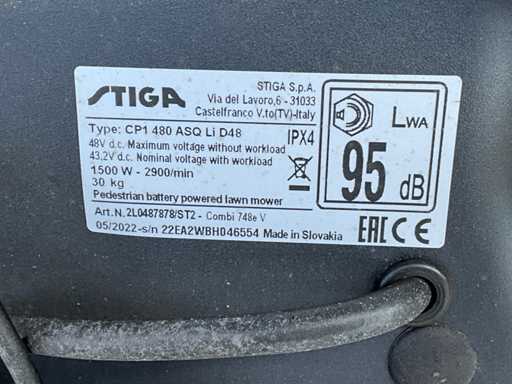 STIGA
STIGA S.p.A.
Via del Lavoro,6 - 31033
Castelfranco V.to(TV)-Italy
Type: CP1 480 ASQ Li D48
IPX4
48V d.c. Maximum voltage without workload
43,2V d.c. Nominal voltage with workload
1500 W - 2900/min
30 kg
Pedestrian battery powered lawn mower
Art.N. 2L0487878/ST2 - Combi 748e V
05/2022-s/n 22EA2WBH046554 Made in Slovakia
LWA
95 dB
EAC CE